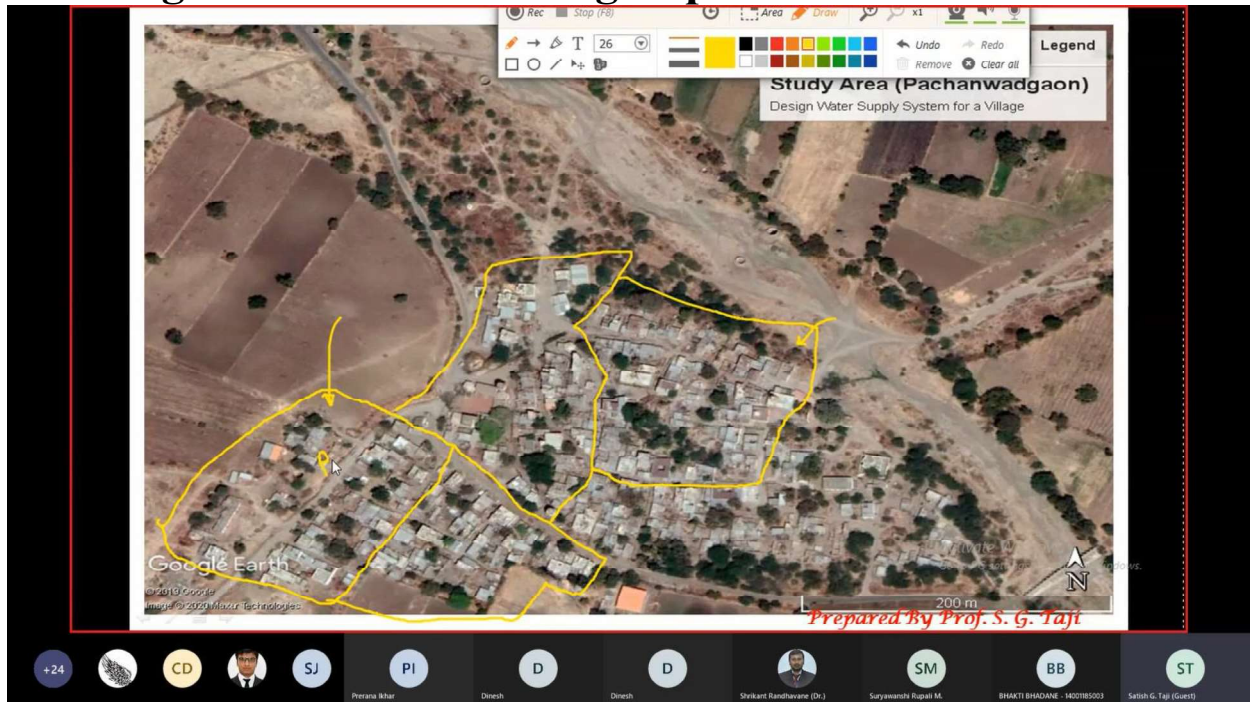 Rec Stop (F8) Area Draw x1
T 26 Undo Redo
Remove Clear all
Legend
Study Area (Pachanwadgaon)
Design Water Supply System for a Village
P
Google Earth
©2019 Google
Image © 2020 Maxar Technologies
N
200 m
Prepared By Prof. S. G. Taji
+24 CD SJ PI D D SM BB ST
Prerana Ikhar Dinesh Dinesh Shrikant Randhavane (Dr.) Suryawanshi Rupali M. BHAKTI BHADANE - 14001185003 Satish G. Taji (Guest)